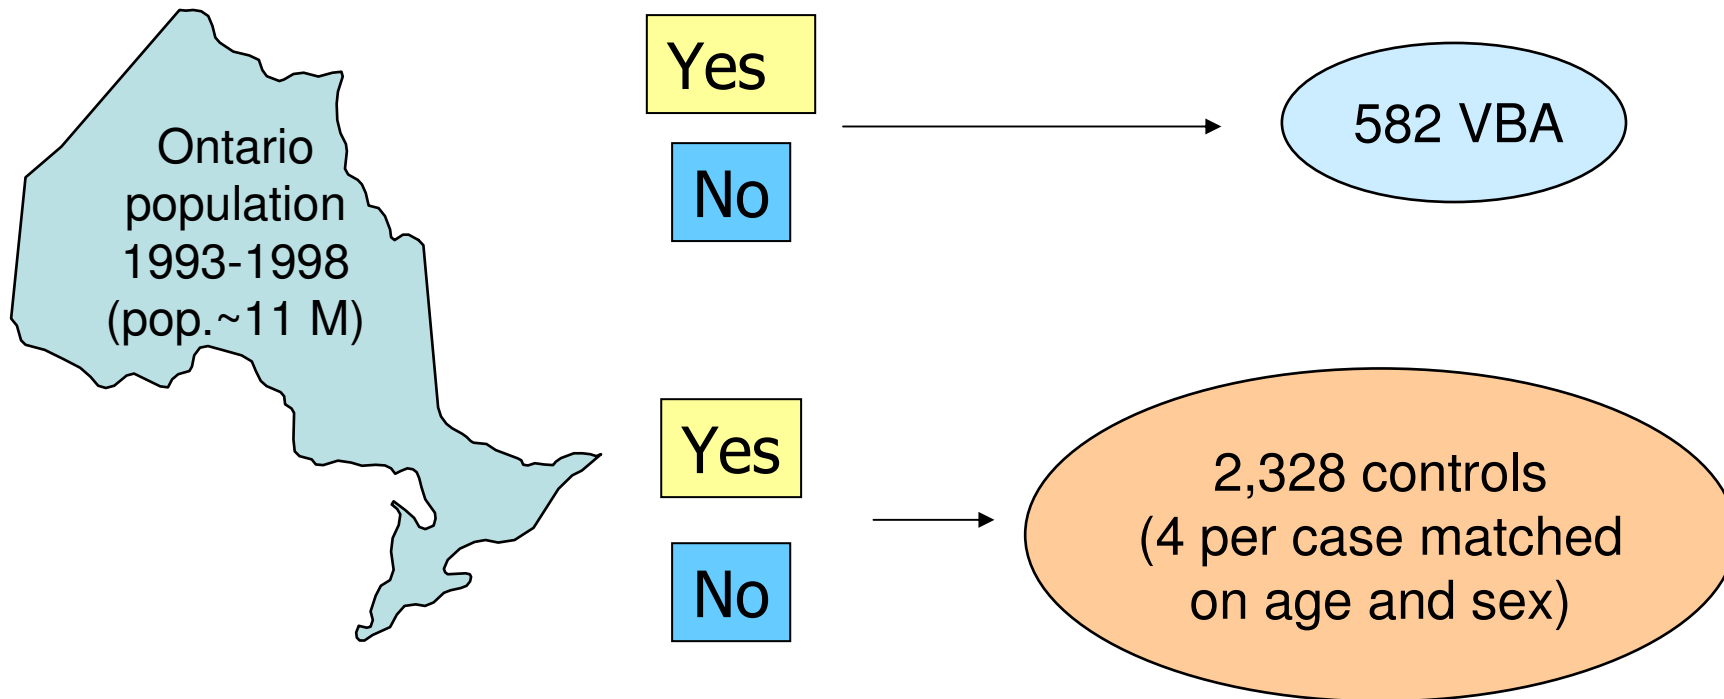 Ontario
population
1993-1998
(pop.~11 M)
Yes
No
582 VBA
Yes
No
2,328 controls
(4 per case matched
on age and sex)